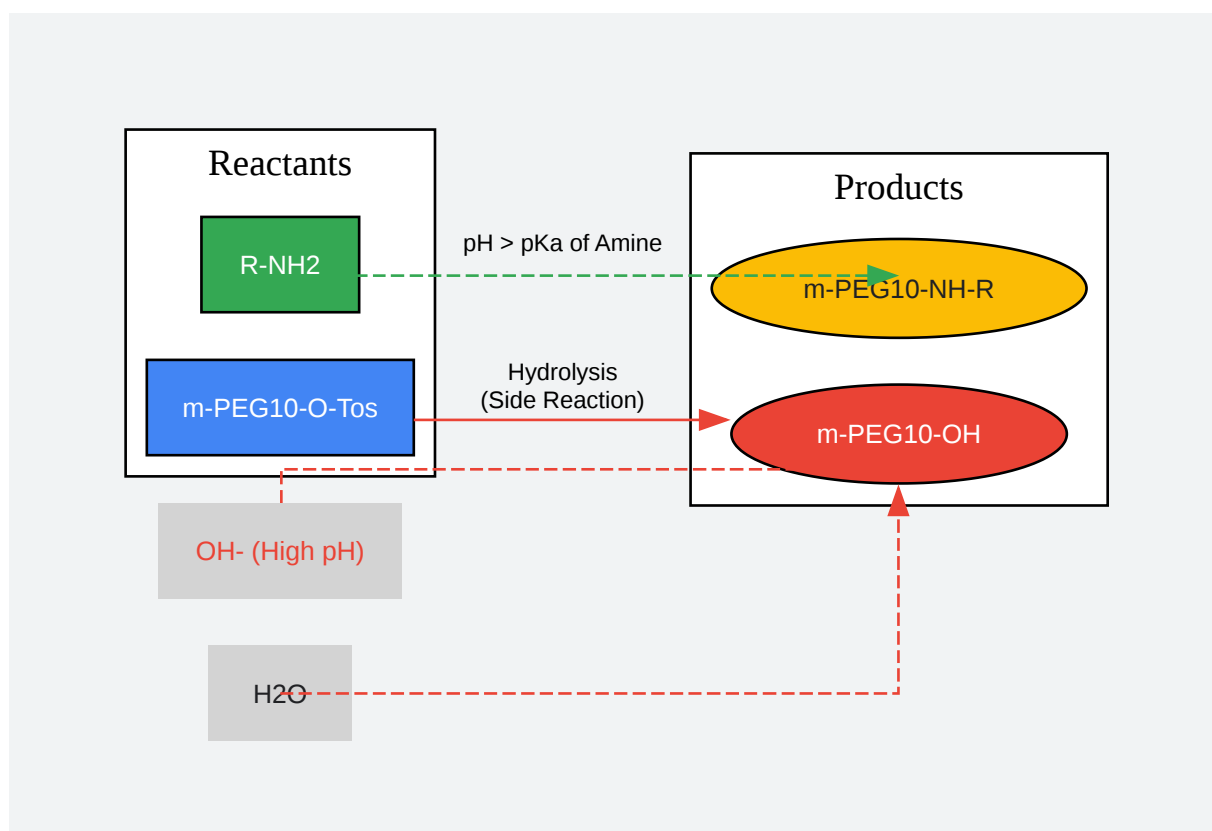 Reactants
R-NH2
m-PEG10-O-Tos
pH > pKa of Amine
Hydrolysis
(Side Reaction)
Products
m-PEG10-NH-R
m-PEG10-OH
OH- (High pH)
H2O